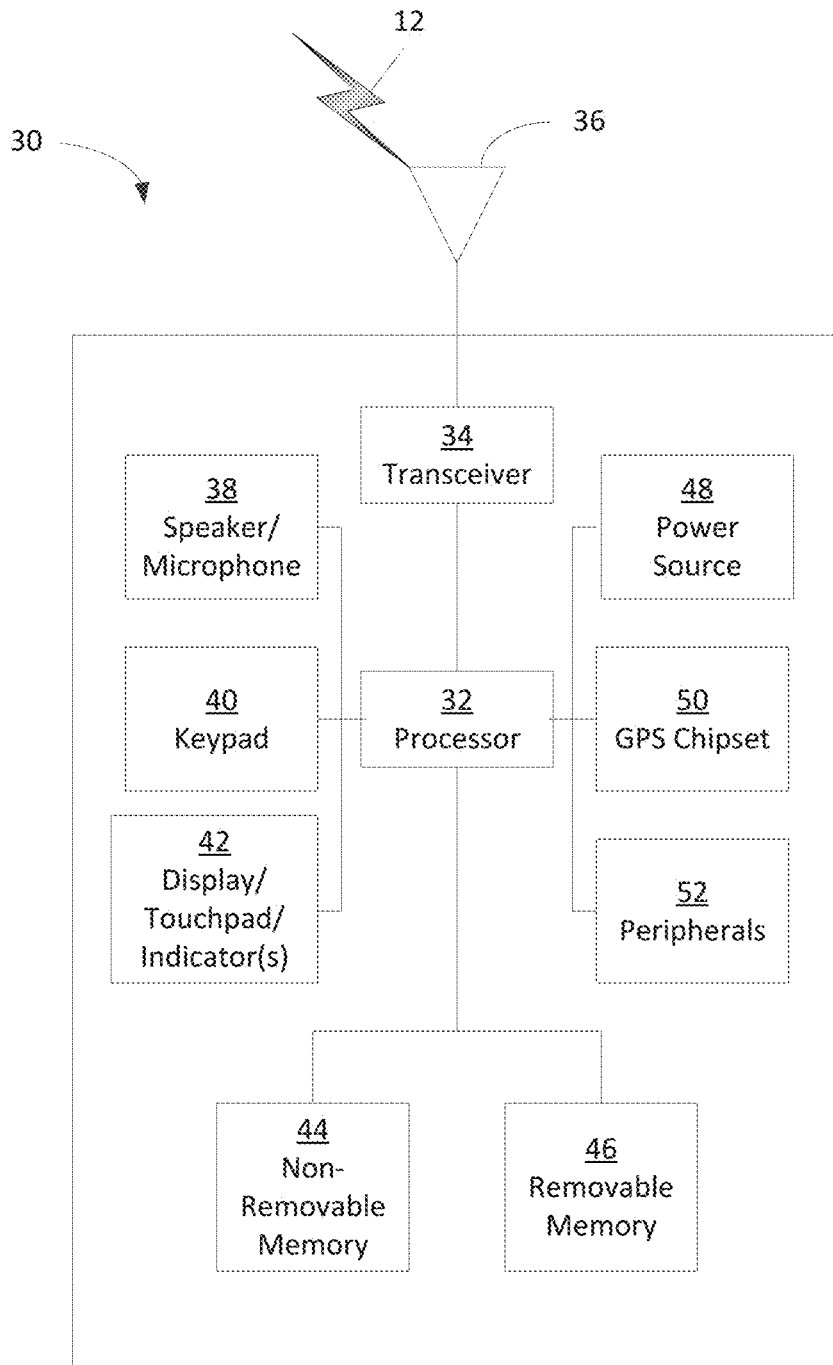 12
36
30
34
Transceiver
38
Speaker/
Microphone
48
Power
Source
40
Keypad
32
Processor
50
GPS Chipset
42
Display/
Touchpad/
Indicator(s)
52
Peripherals
44
Non-
Removable
Memory
46
Removable
Memory